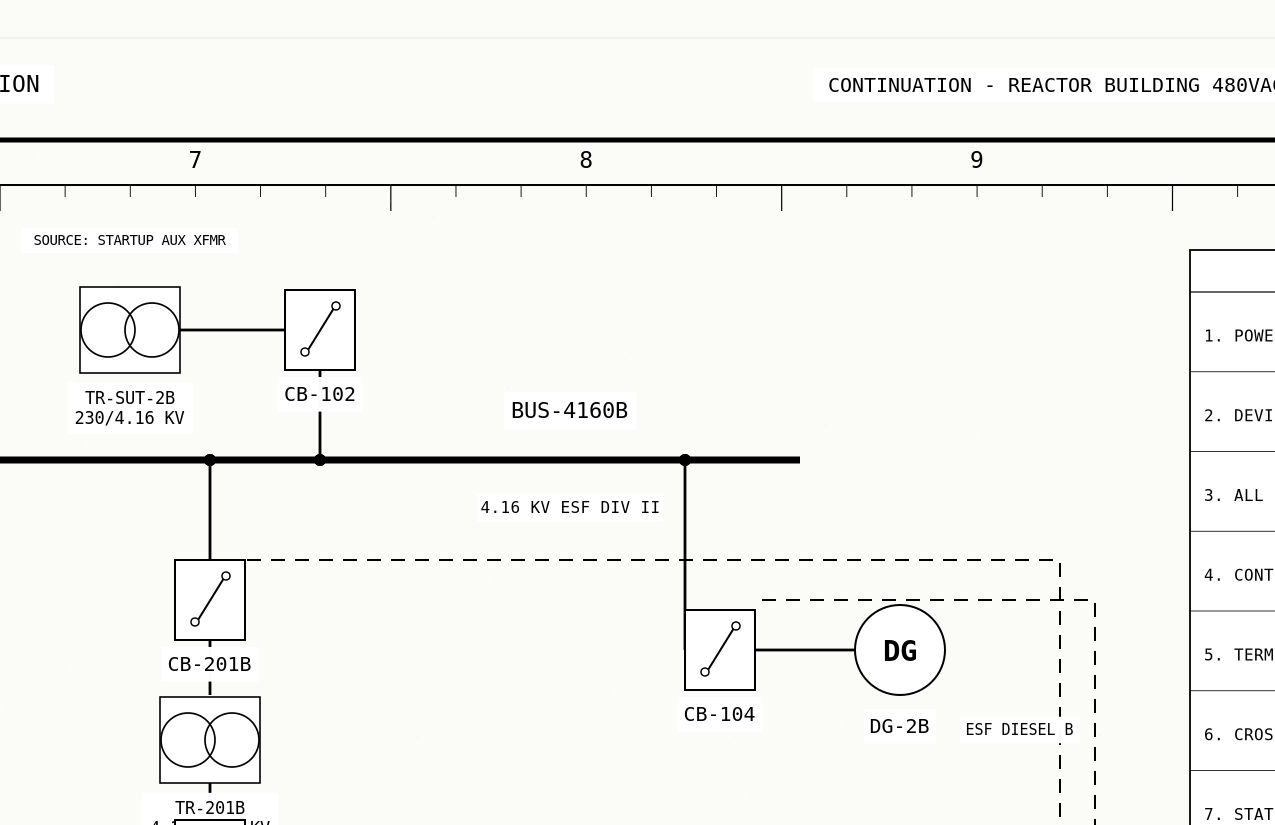 ION
CONTINUATION - REACTOR BUILDING
7
8
9
SOURCE: STARTUP AUX XFMR
TR-SUT-2B
230/4.16 KV
CB-102
BUS-4160B
4.16 KV ESF DIV II
CB-201B
TR-201B
KV
CB-104
DG
DG-2B
ESF DIESEL B
1. POWE
2. DEVI
3. ALL
4. CONT
5. TERM
6. CROS
7. STAT